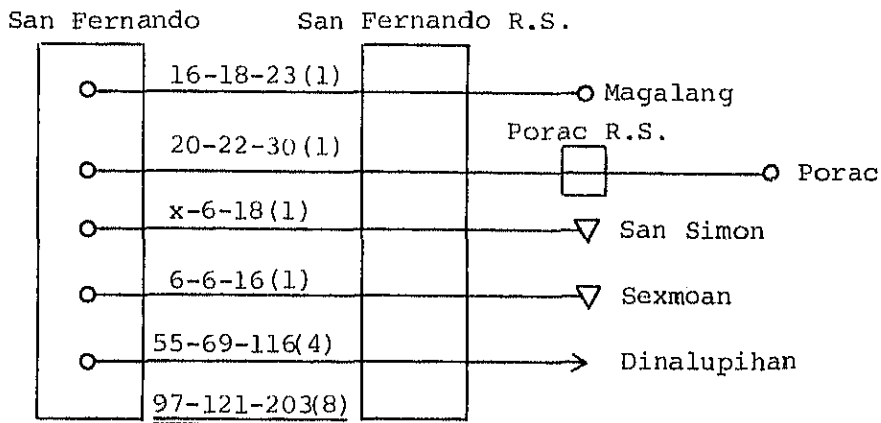 San Fernando San Fernando R.S.
16-18-23(1)
Magalang
Porac R.S.
20-22-30(1)
Porac
x-6-18(1)
San Simon
6-6-16(1)
Sexmoan
55-69-116(4)
Dinalupihan
97-121-203(8)